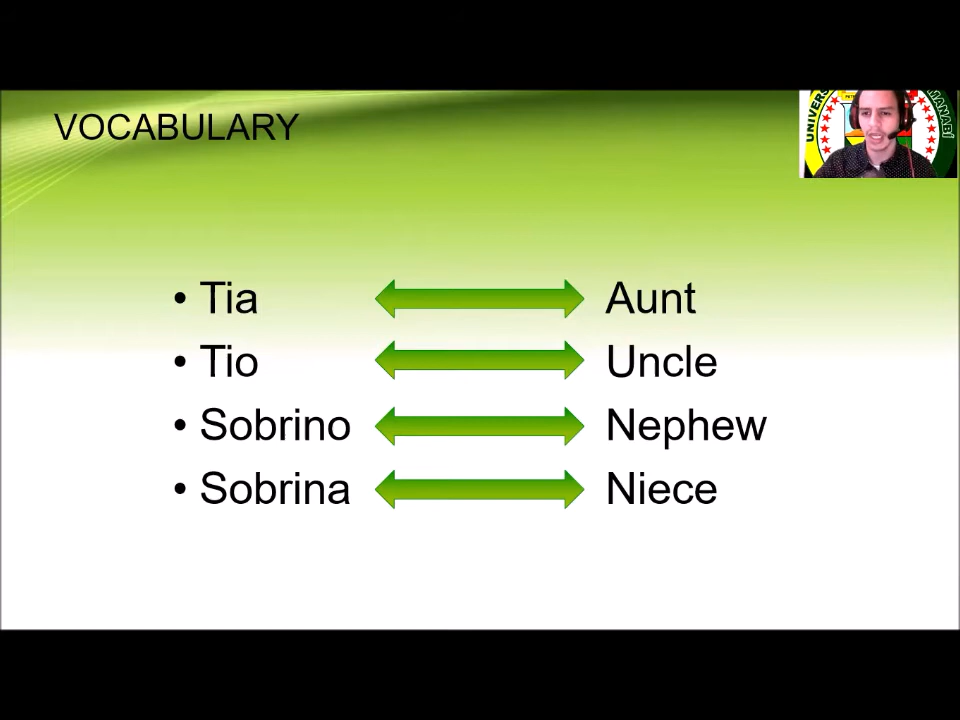 VOCABULARY
• Tia Aunt
• Tio Uncle
• Sobrino Nephew
• Sobrina Niece